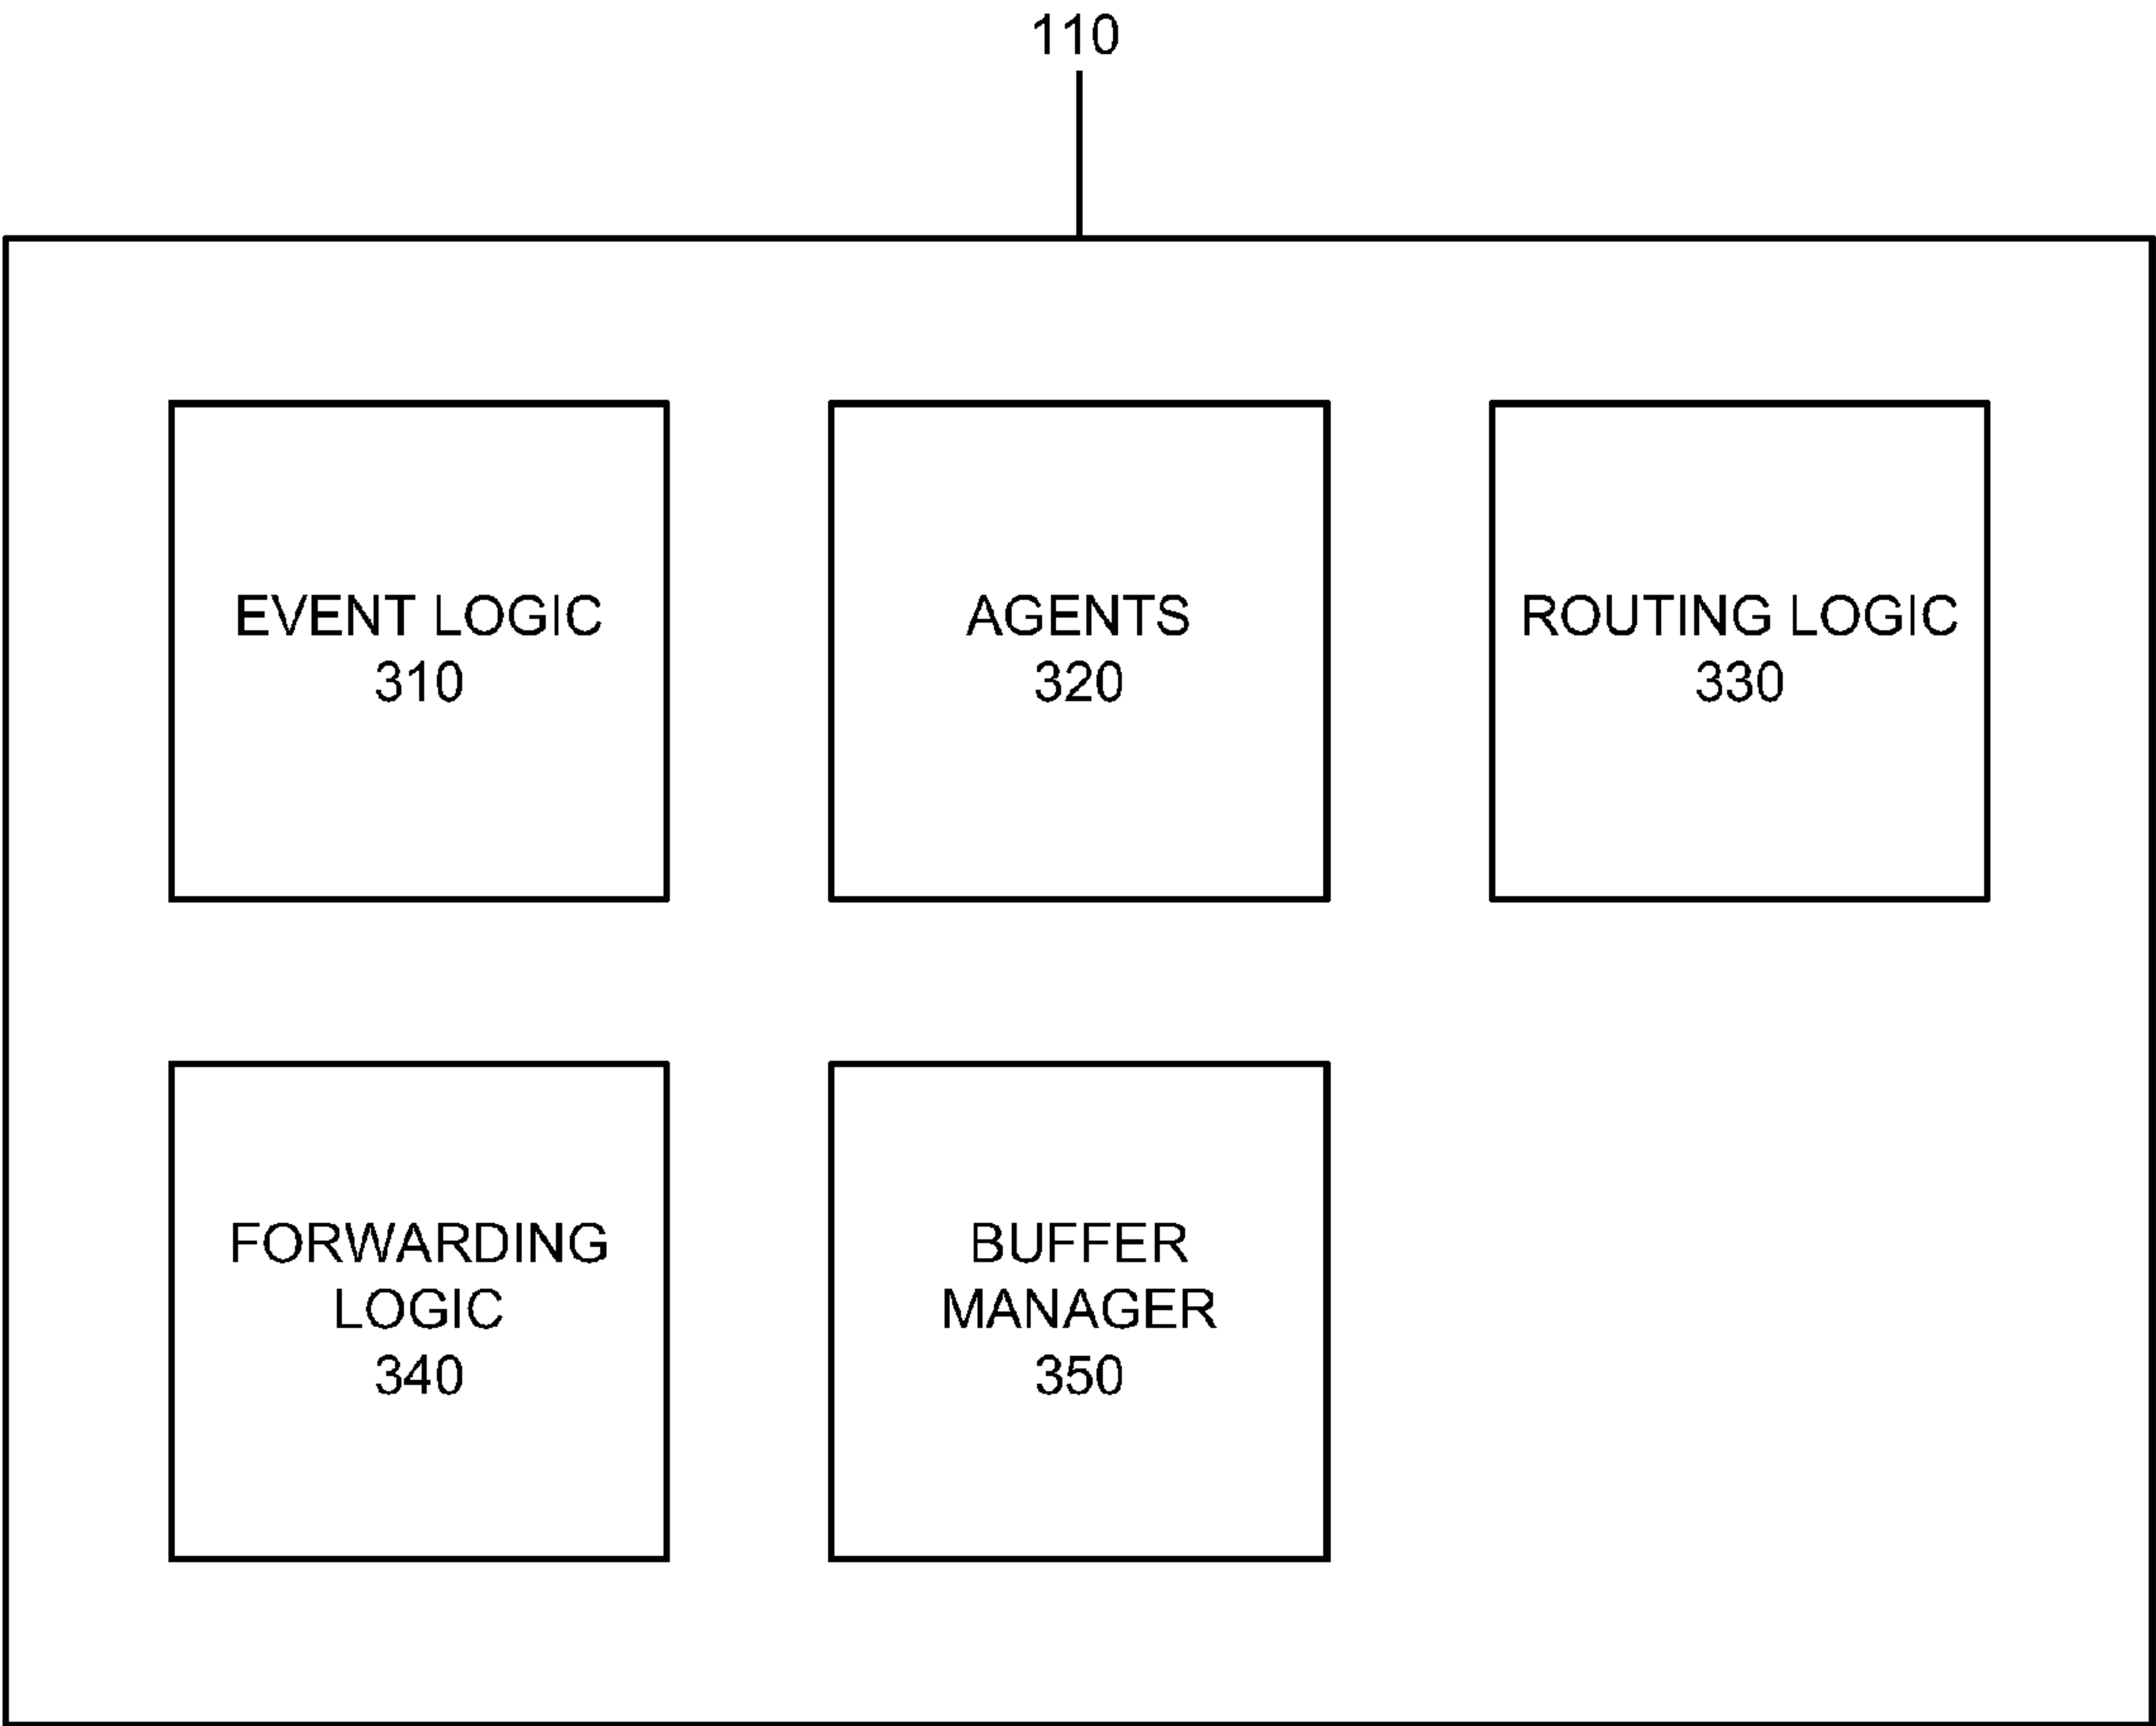 110
EVENT LOGIC
310
AGENTS
320
ROUTING LOGIC
330
FORWARDING
LOGIC
340
BUFFER
MANAGER
350